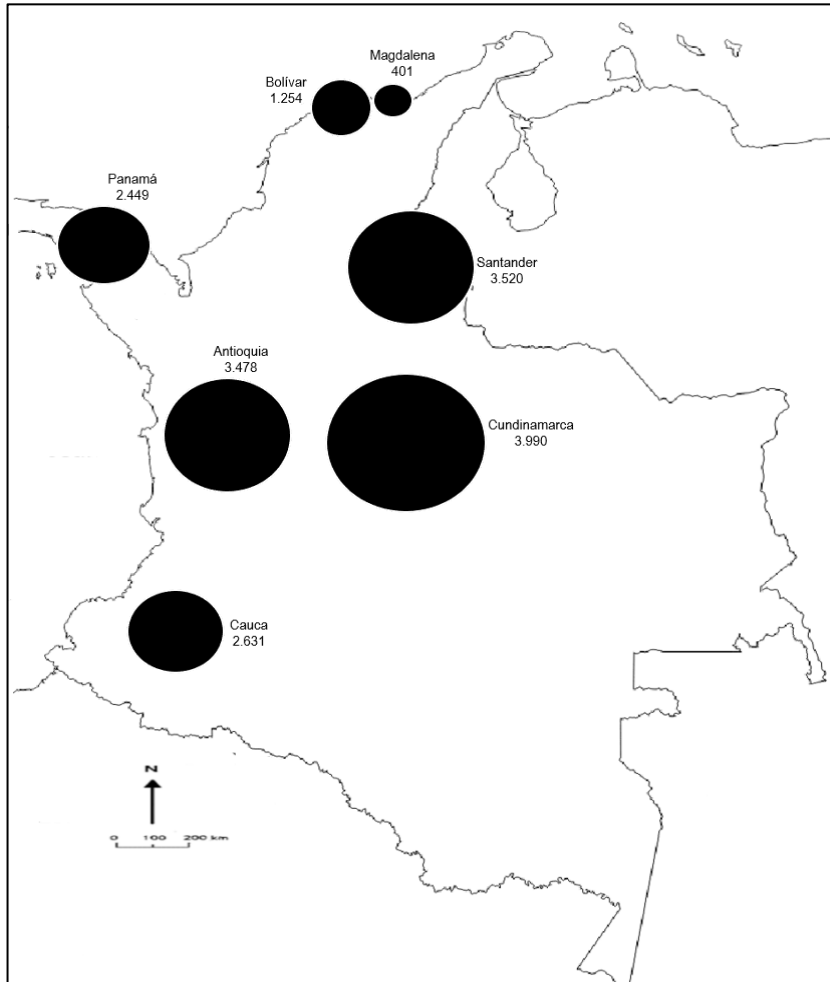 Magdalena
401
Bolívar
1.254
Panamá
2.449
Santander
3.520
Antioquia
3.478
Cundinamarca
3.990
Cauca
2.631
N
0 100 200 km